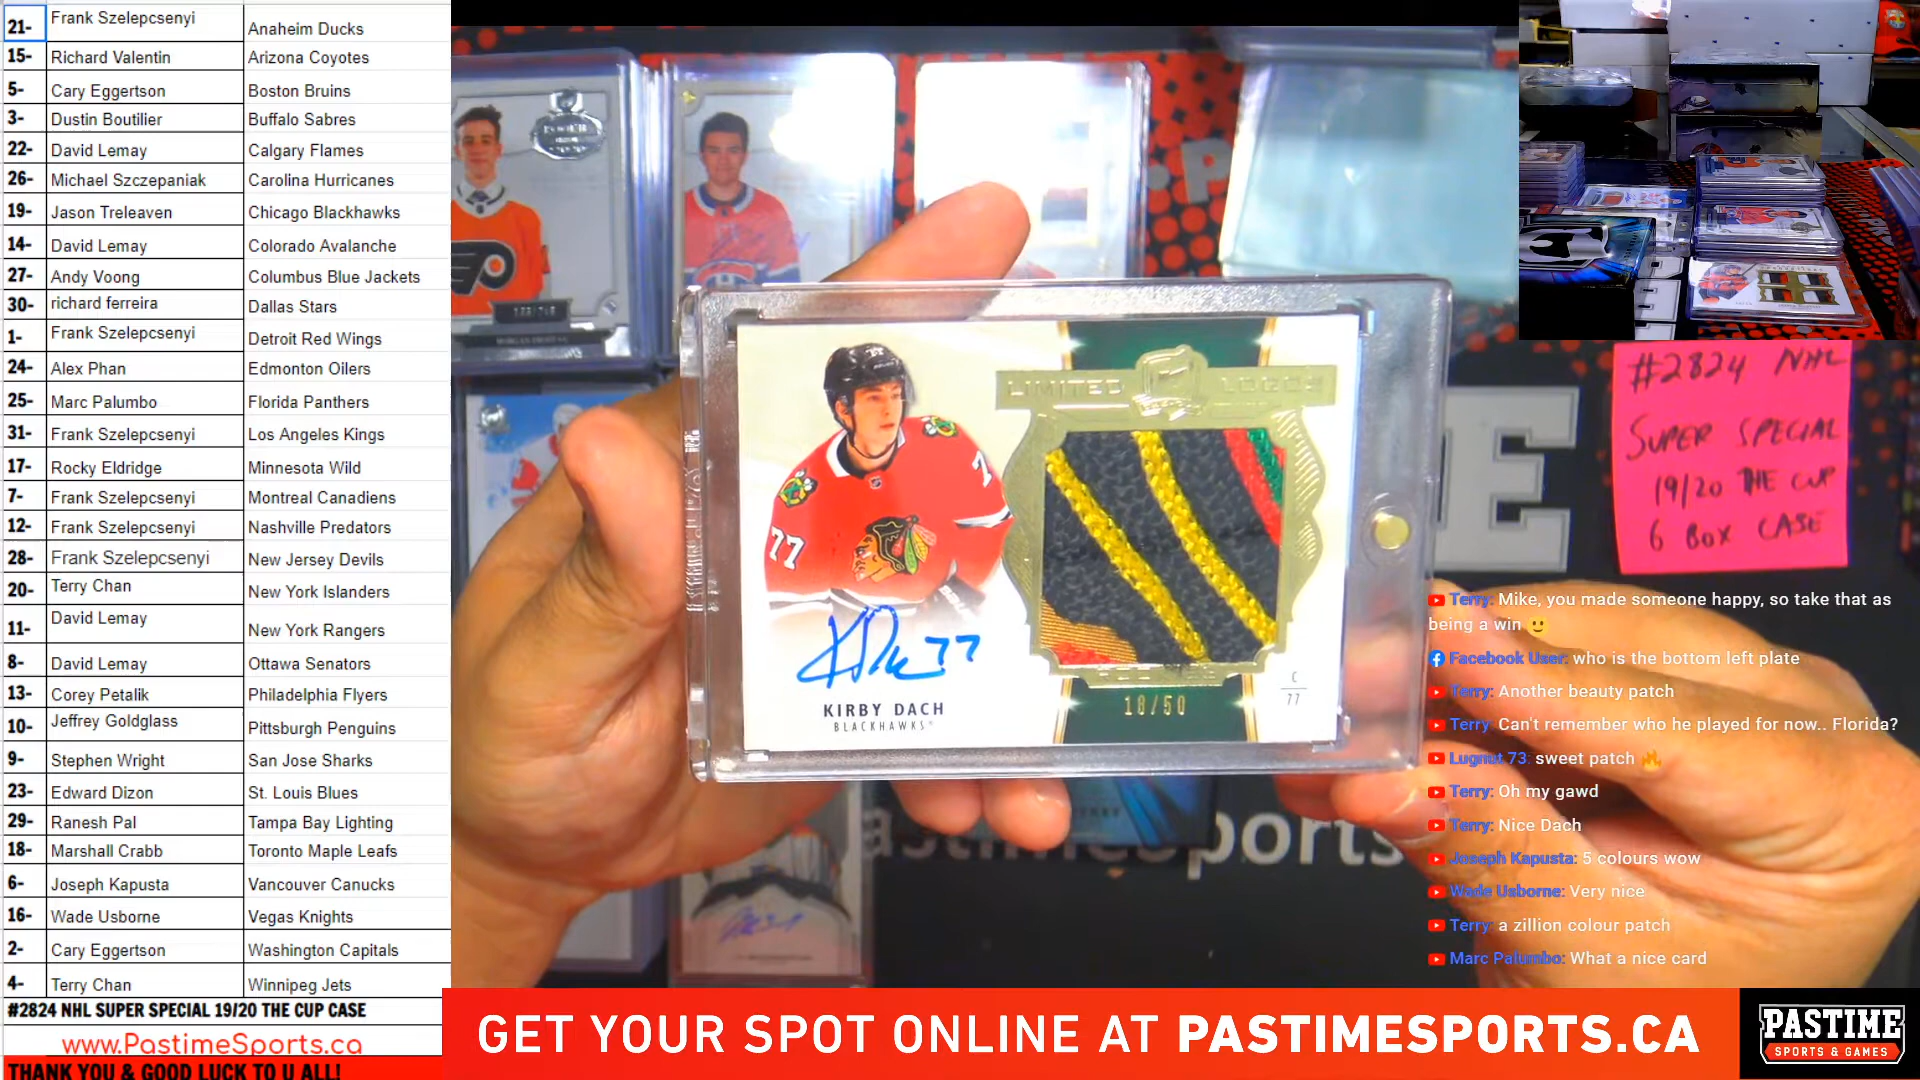 21- Frank Szelepcsenyi Anaheim Ducks
15- Richard Valentin Arizona Coyotes
5- Cary Eggertson Boston Bruins
3- Dustin Boutilier Buffalo Sabres
22- David Lemay Calgary Flames
26- Michael Szczepaniak Carolina Hurricanes
19- Jason Treleaven Chicago Blackhawks
14- David Lemay Colorado Avalanche
27- Andy Voong Columbus Blue Jackets
30- richard ferreira Dallas Stars
1- Frank Szelepcsenyi Detroit Red Wings
24- Alex Phan Edmonton Oilers
25- Marc Palumbo Florida Panthers
31- Frank Szelepcsenyi Los Angeles Kings
17- Rocky Eldridge Minnesota Wild
7- Frank Szelepcsenyi Montreal Canadiens
12- Frank Szelepcsenyi Nashville Predators
28- Frank Szelepcsenyi New Jersey Devils
20- Terry Chan New York Islanders
11- David Lemay New York Rangers
8- David Lemay Ottawa Senators
13- Corey Petalik Philadelphia Flyers
10- Jeffrey Goldglass Pittsburgh Penguins
9- Stephen Wright San Jose Sharks
23- Edward Dizon St. Louis Blues
29- Ranesh Pal Tampa Bay Lighting
18- Marshall Crabb Toronto Maple Leafs
6- Joseph Kapusta Vancouver Canucks
16- Wade Usborne Vegas Knights
2- Cary Eggertson Washington Capitals
4- Terry Chan Winnipeg Jets
#2824 NHL SUPER SPECIAL 19/20 THE CUP CASE
www.PastimeSports.ca
THANK YOU & GOOD LUCK TO U ALL!
LIMITED LOGOS
77
77
KIRBY DACH
BLACKHAWKS
18/50
C
77
#2824 NHL
SUPER SPECIAL
19/20 THE CUP
6 BOX CASE
Terry: Mike, you made someone happy, so take that as
being a win
Facebook User: who is the bottom left plate
Terry: Another beauty patch
Terry: Can't remember who he played for now.. Florida?
Lugnut 73: sweet patch
Terry: Oh my gawd
Terry: Nice Dach
Joseph Kapusta: 5 colours wow
Wade Usborne: Very nice
Terry: a zillion colour patch
Marc Palumbo: What a nice card
GET YOUR SPOT ONLINE AT PASTIMESPORTS.CA
PASTIME
SPORTS & GAMES